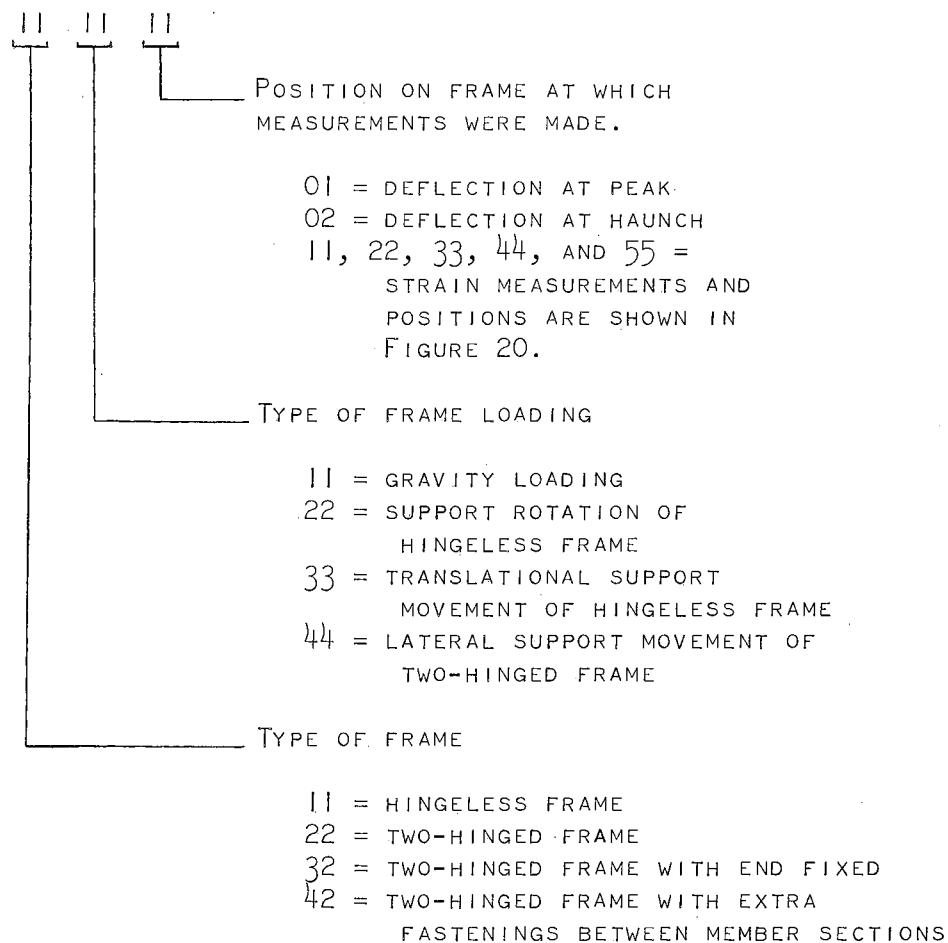 11 11 11
POSITION ON FRAME AT WHICH
MEASUREMENTS WERE MADE.
01 = DEFLECTION AT PEAK
02 = DEFLECTION AT HAUNCH
11, 22, 33, 44, AND 55 =
STRAIN MEASUREMENTS AND
POSITIONS ARE SHOWN IN
FIGURE 20.
TYPE OF FRAME LOADING
11 = GRAVITY LOADING
22 = SUPPORT ROTATION OF
HINGELESS FRAME
33 = TRANSLATIONAL SUPPORT
MOVEMENT OF HINGELESS FRAME
44 = LATERAL SUPPORT MOVEMENT OF
TWO-HINGED FRAME
TYPE OF FRAME
11 = HINGELESS FRAME
22 = TWO-HINGED FRAME
32 = TWO-HINGED FRAME WITH END FIXED
42 = TWO-HINGED FRAME WITH EXTRA
FASTENINGS BETWEEN MEMBER SECTIONS